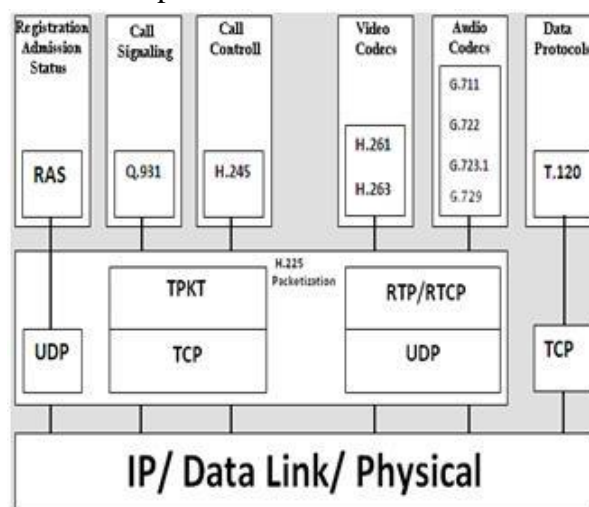 Registration
Admission
Status
RAS
Call
Signaling
Q.931
Call
Controll
H.245
Video
Codecs
H.261
H.263
Audio
Codecs
G.711
G.722
G.723.1
G.729
Data
Protocols
T.120
H.225
Packetization
UDP
TPKT
TCP
RTP/RTCP
UDP
TCP
IP/ Data Link/ Physical